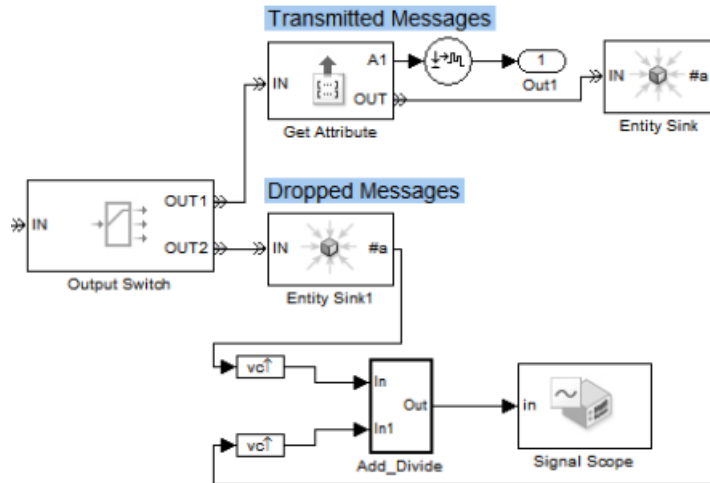 Transmitted Messages
IN
A1
OUT
Get Attribute
1
Out1
IN
#a
Entity Sink
IN
OUT1
OUT2
Output Switch
Dropped Messages
IN
#a
Entity Sink1
vc↑
vc↑
In
In1
Out
Add_Divide
in
Signal Scope